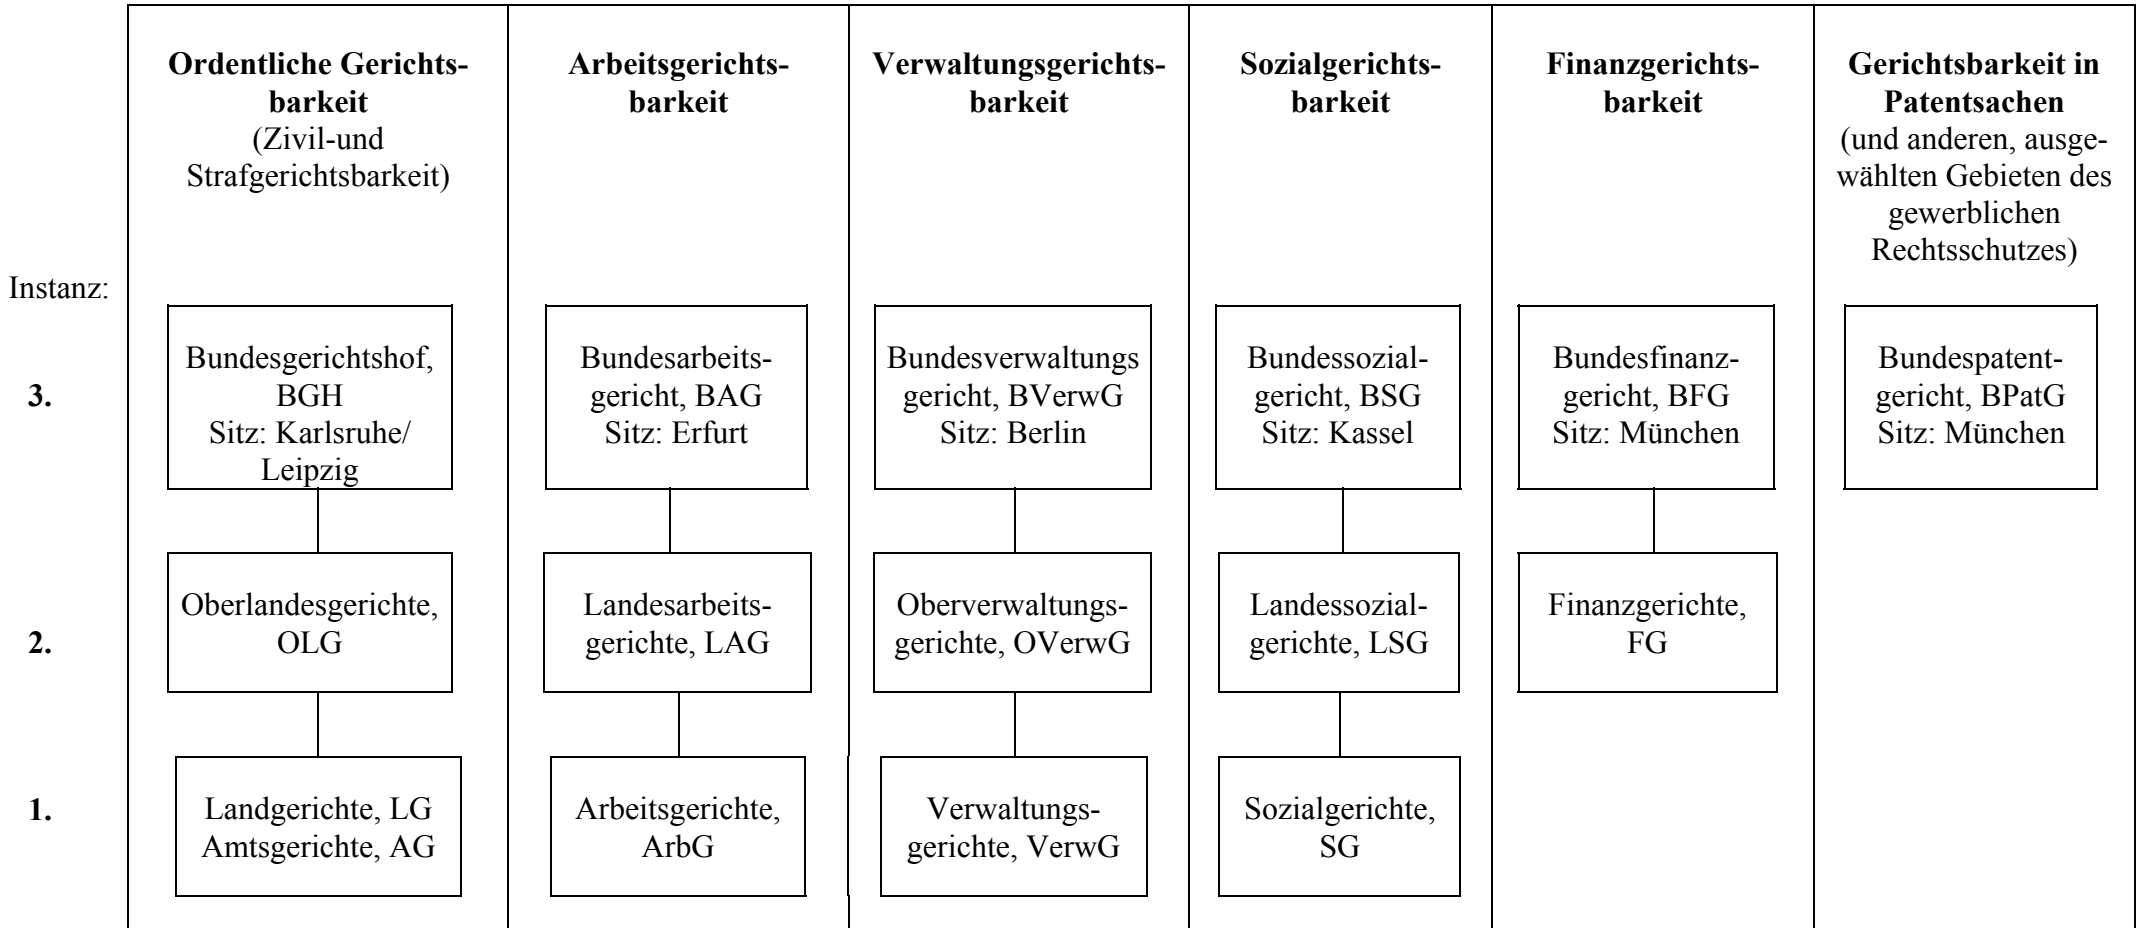 Ordentliche Gerichts-
barkeit
(Zivil-und
Strafgerichtsbarkeit)
Arbeitsgerichts-
barkeit
Verwaltungsgerichts-
barkeit
Sozialgerichts-
barkeit
Finanzgerichts-
barkeit
Gerichtsbarkeit in
Patentsachen
(und anderen, ausge-
wählten Gebieten des
gewerblichen
Rechtsschutzes)
Instanz:
3.
Bundesgerichtshof,
BGH
Sitz: Karlsruhe/
Leipzig
Bundesarbeits-
gericht, BAG
Sitz: Erfurt
Bundesverwaltungs
gericht, BVerwG
Sitz: Berlin
Bundessozial-
gericht, BSG
Sitz: Kassel
Bundesfinanz-
gericht, BFG
Sitz: München
Bundespatent-
gericht, BPatG
Sitz: München
2.
Oberlandesgerichte,
OLG
Landesarbeits-
gerichte, LAG
Oberverwaltungs-
gerichte, OVerwG
Landessozial-
gerichte, LSG
Finanzgerichte,
FG
1.
Landgerichte, LG
Amtsgerichte, AG
Arbeitsgerichte,
ArbG
Verwaltungs-
gerichte, VerwG
Sozialgerichte,
SG